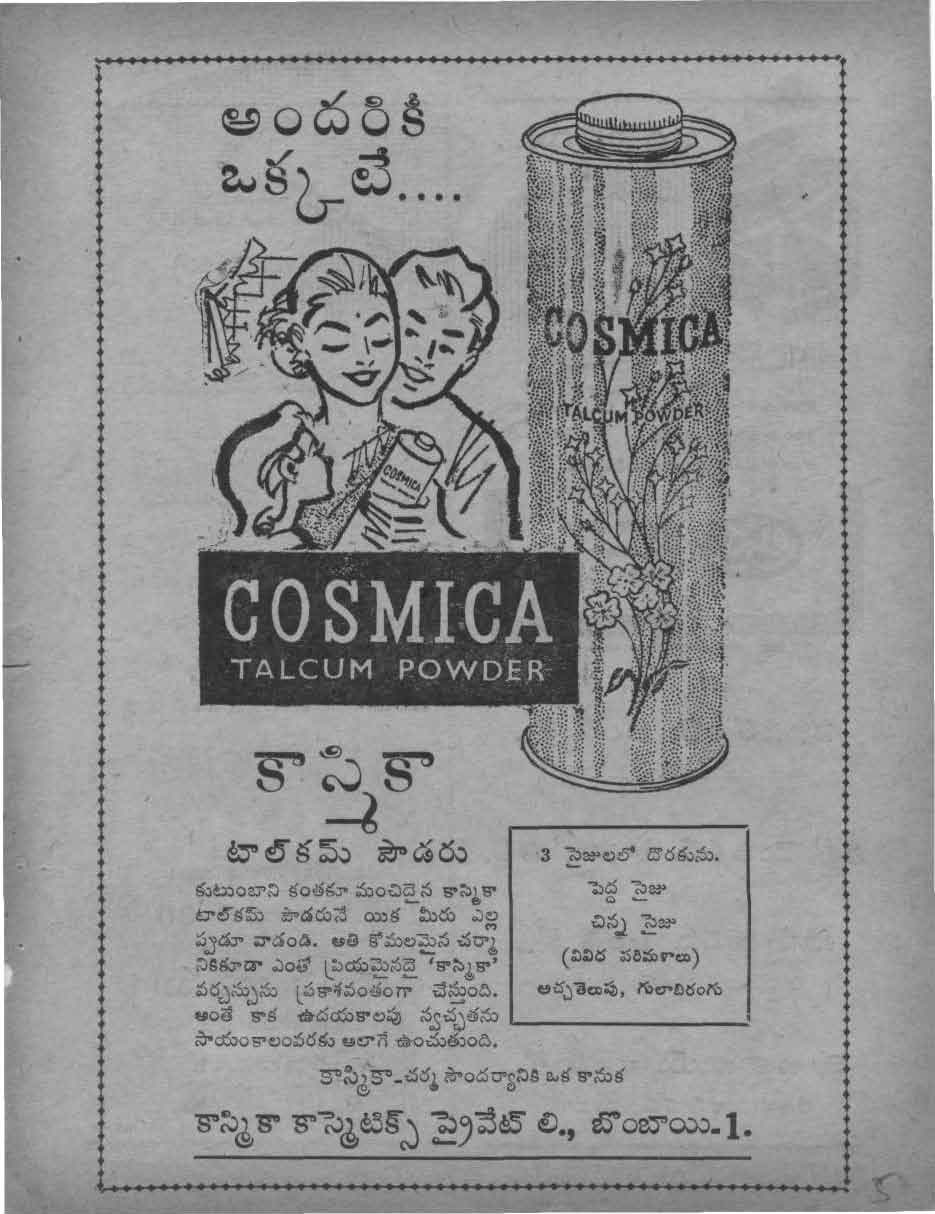 అందరికీ
ఒక్కటే....
COSMICA
TALCUM POWDER
COSMICA
COSMICA
TALCUM POWDER
కాస్మికా
టాల్కమ్ పౌడరు
కుటుంబాని కంతకూ మంచిదైన కాస్మికా
టాల్కమ్ పౌడరునే యిక మీరు ఎల్ల
ప్పుడూ వాడండి. అతి కోమలమైన చర్మా
నికికూడా ఎంతో ప్రియమైనదై ‘కాస్మికా’
వర్చస్సును ప్రకాశవంతంగా చేస్తుంది.
అంతే కాక ఉదయకాలపు స్వచ్ఛతను
సాయంకాలంవరకు అలాగే ఉంచుతుంది.
3 సైజులలో దొరకును.
పెద్ద సైజు
చిన్న సైజు
(వివిధ పరిమళాలు)
అచ్చతెలుపు, గులాబిరంగు
కాస్మికా-చర్మ సౌందర్యానికి ఒక కానుక
కాస్మికా కాస్మెటిక్స్ ప్రైవేట్ లి., బొంబాయి-1.
5